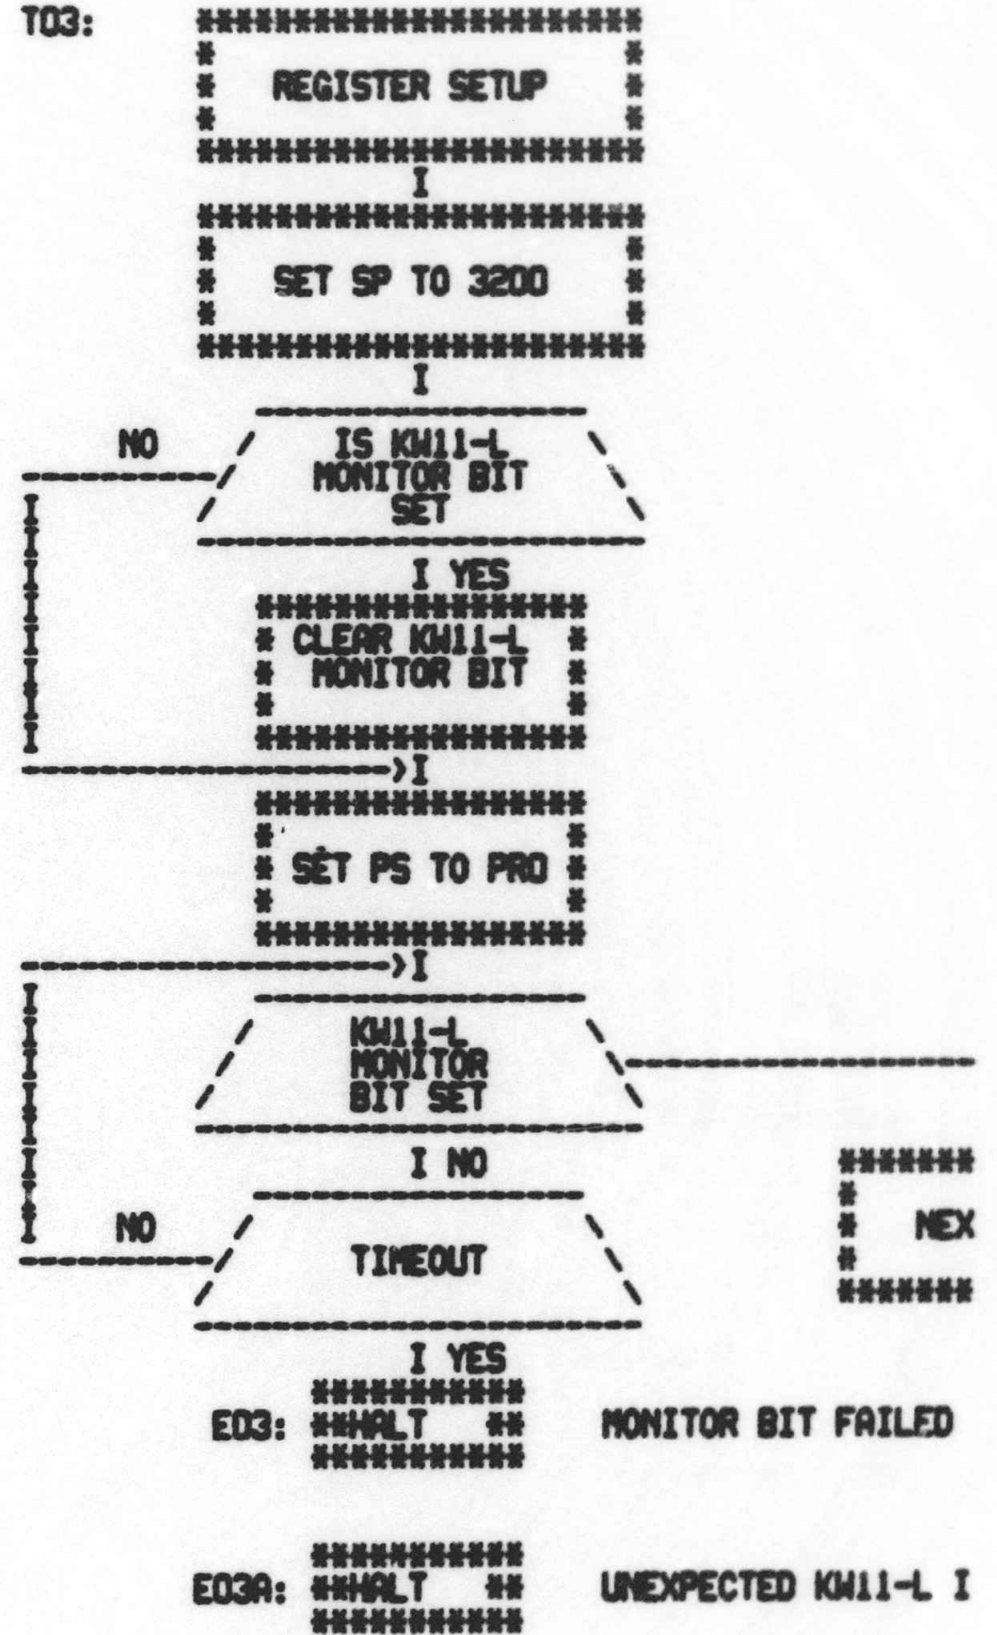 T03:
REGISTER SETUP
I
SET SP TO 3200
I
NO
IS KW11-L
MONITOR BIT
SET
I YES
CLEAR KW11-L
MONITOR BIT
>I
SET PS TO PR0
>I
KW11-L
MONITOR
BIT SET
I NO
NEX
NO
TIMEOUT
I YES
E03: **HALT ** MONITOR BIT FAILED
E03A: **HALT ** UNEXPECTED KW11-L I